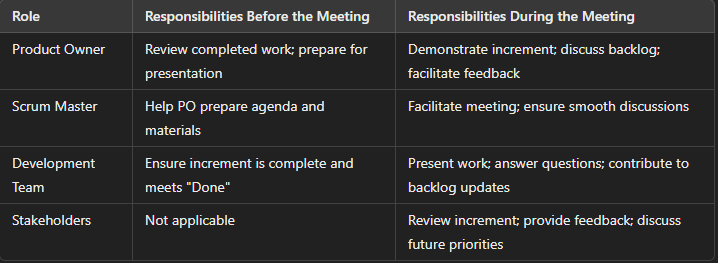 Role Responsibilities Before the Meeting Responsibilities During the Meeting
Product Owner Review completed work; prepare for presentation Demonstrate increment; discuss backlog; facilitate feedback
Scrum Master Help PO prepare agenda and materials Facilitate meeting; ensure smooth discussions
Development Team Ensure increment is complete and meets "Done" Present work; answer questions; contribute to backlog updates
Stakeholders Not applicable Review increment; provide feedback; discuss future priorities